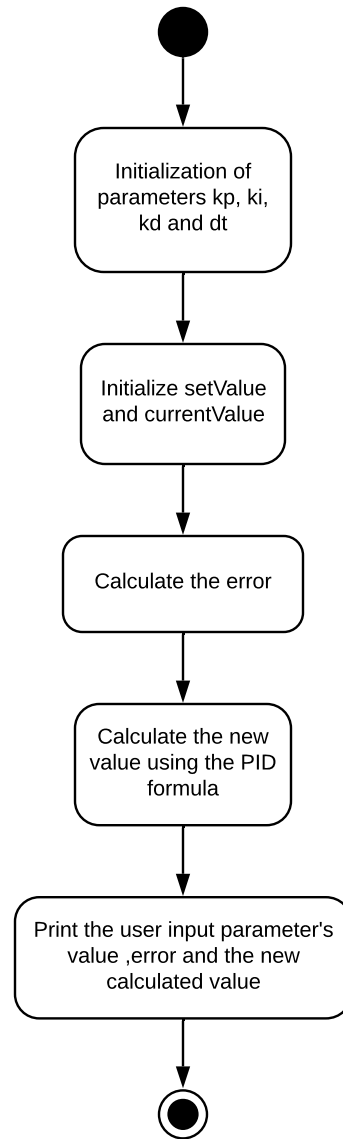 Initialization of
parameters kp, ki,
kd and dt
Initialize setValue
and currentValue
Calculate the error
Calculate the new
value using the PID
formula
Print the user input parameter's
value ,error and the new
calculated value